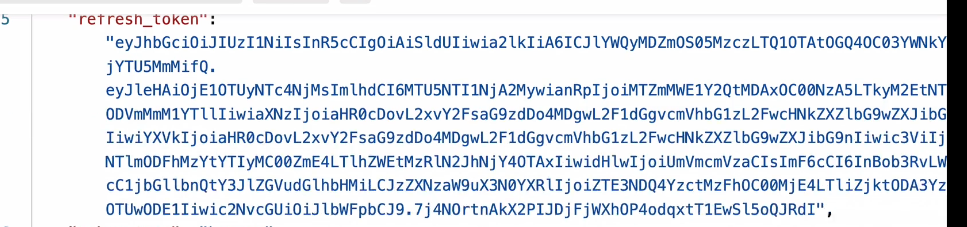 5 "refresh_token":
"eyJhbGciOiJIUzI1NiIsInR5cCIgOiAiSldUIiwia2lkIiA6ICJlYWQyMDZmOS05MzczLTQ1OTAtOGQ4OC03YWNkY
jYTU5MmMifQ.
eyJleHAiOjE1OTUyNTc4NjMsImlhdCI6MTU5NTI1NjA2MywianRpIjoiMTZmMWE1Y2QtMDAxOC00NzA5LTkyM2EtNT
ODVmMmM1YTllIiwiaXNzIjoiaHR0cDovL2xvY2FsaG9zdDo4MDgwL2F1dGgvcmVhbG1zL2FwcHNkZXZlbG9wZXJibG
IiwiYXVkIjoiaHR0cDovL2xvY2FsaG9zdDo4MDgwL2F1dGgvcmVhbG1zL2FwcHNkZXZlbG9wZXJibG9nIiwic3ViIj
NTlmODFhMzYtYTIyMC00ZmE4LTlhZWEtMzRlN2JhNjY4OTAxIiwidHlwIjoiUmVmcmVzaCIsImF6cCI6InBob3RvLW
cC1jbGllbnQtY3JlZGVudGlhbHMiLCJzZXNzaW9uX3N0YXRlIjoiZTE3NDQ4YzctMzFhOC00MjE4LTliZjktODA3Yz
OTUwODE1Iiwic2NvcGUiOiJlbWFpbCJ9.7j4NOrtnAkX2PIJDjFjWXhOP4odqxtT1EwSl5oQJRdI",